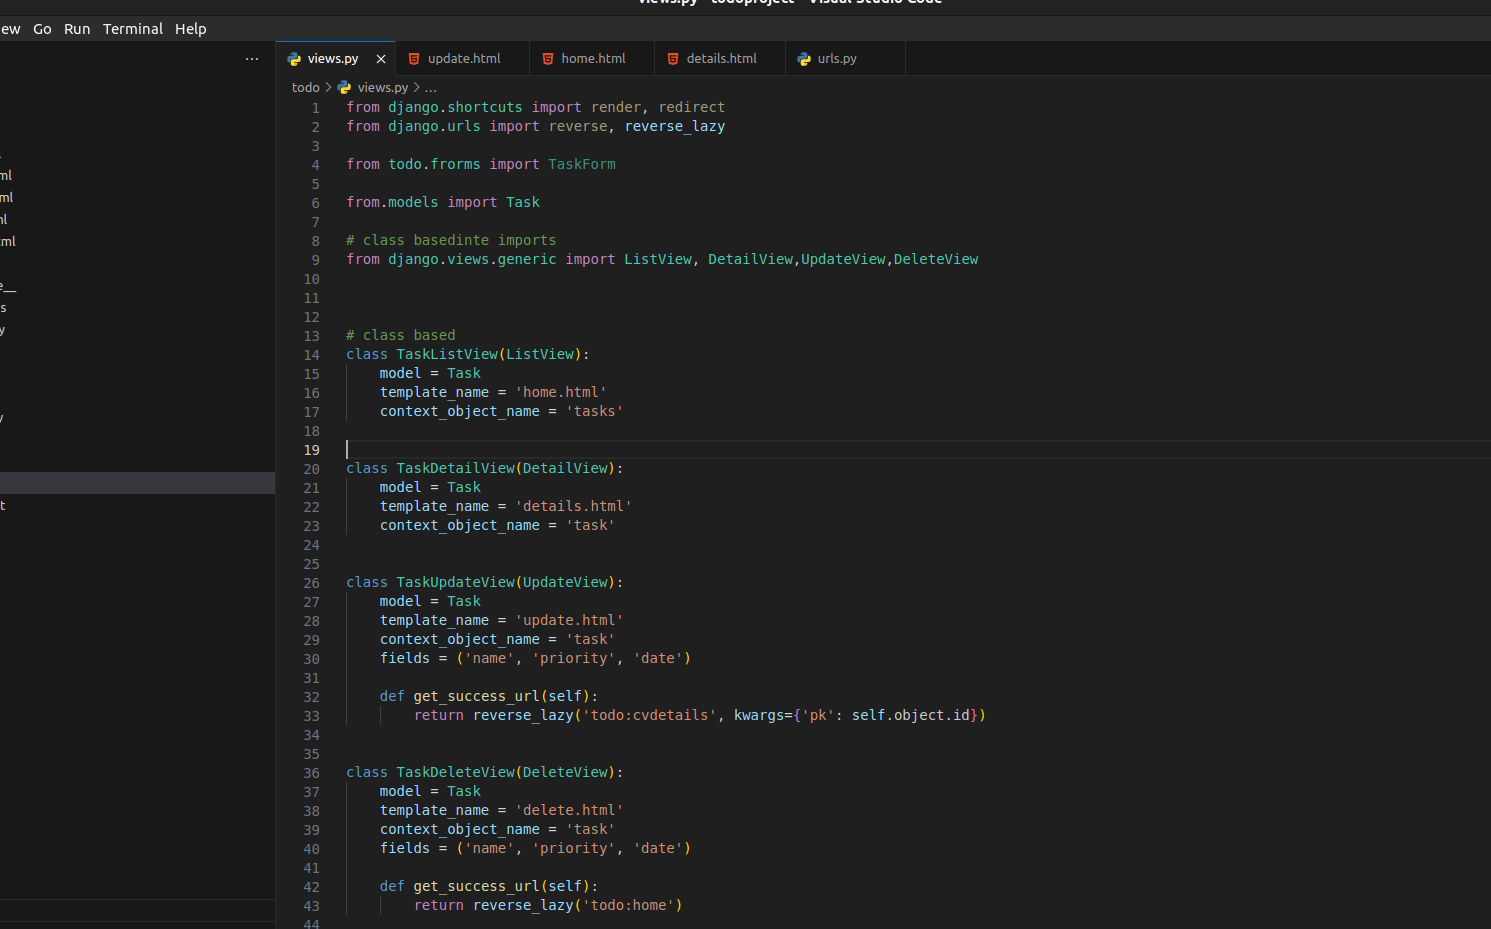 views.py - todoproject - Visual Studio Code
ew Go Run Terminal Help
views.py update.html home.html details.html urls.py
todo > views.py > ...
1 from django.shortcuts import render, redirect
2 from django.urls import reverse, reverse_lazy
3
4 from todo.frorms import TaskForm
5
6 from.models import Task
7
8 # class basedinte imports
9 from django.views.generic import ListView, DetailView,UpdateView,DeleteView
10
11
12
13 # class based
14 class TaskListView(ListView):
15 model = Task
16 template_name = 'home.html'
17 context_object_name = 'tasks'
18
19
20 class TaskDetailView(DetailView):
21 model = Task
22 template_name = 'details.html'
23 context_object_name = 'task'
24
25
26 class TaskUpdateView(UpdateView):
27 model = Task
28 template_name = 'update.html'
29 context_object_name = 'task'
30 fields = ('name', 'priority', 'date')
31
32 def get_success_url(self):
33 return reverse_lazy('todo:cvdetails', kwargs={'pk': self.object.id})
34
35
36 class TaskDeleteView(DeleteView):
37 model = Task
38 template_name = 'delete.html'
39 context_object_name = 'task'
40 fields = ('name', 'priority', 'date')
41
42 def get_success_url(self):
43 return reverse_lazy('todo:home')
44